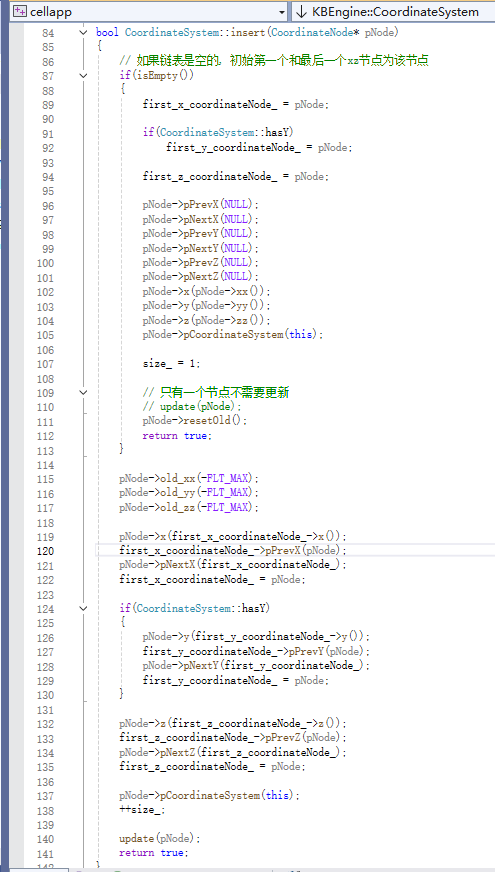 cellapp
KBEngine::CoordinateSystem
84 bool CoordinateSystem::insert(CoordinateNode* pNode)
85 {
86 // 如果链表是空的, 初始第一个和最后一个xz节点为该节点
87 if(isEmpty())
88 {
89 first_x_coordinateNode_ = pNode;
90
91 if(CoordinateSystem::hasY)
92 first_y_coordinateNode_ = pNode;
93
94 first_z_coordinateNode_ = pNode;
95
96 pNode->pPrevX(NULL);
97 pNode->pNextX(NULL);
98 pNode->pPrevY(NULL);
99 pNode->pNextY(NULL);
100 pNode->pPrevZ(NULL);
101 pNode->pNextZ(NULL);
102 pNode->x(pNode->xx());
103 pNode->y(pNode->yy());
104 pNode->z(pNode->zz());
105 pNode->pCoordinateSystem(this);
106
107 size_ = 1;
108
109 // 只有一个节点不需要更新
110 // update(pNode);
111 pNode->resetOld();
112 return true;
113 }
114
115 pNode->old_xx(-FLT_MAX);
116 pNode->old_yy(-FLT_MAX);
117 pNode->old_zz(-FLT_MAX);
118
119 pNode->x(first_x_coordinateNode_->x());
120 first_x_coordinateNode_->pPrevX(pNode);
121 pNode->pNextX(first_x_coordinateNode_);
122 first_x_coordinateNode_ = pNode;
123
124 if(CoordinateSystem::hasY)
125 {
126 pNode->y(first_y_coordinateNode_->y());
127 first_y_coordinateNode_->pPrevY(pNode);
128 pNode->pNextY(first_y_coordinateNode_);
129 first_y_coordinateNode_ = pNode;
130 }
131
132 pNode->z(first_z_coordinateNode_->z());
133 first_z_coordinateNode_->pPrevZ(pNode);
134 pNode->pNextZ(first_z_coordinateNode_);
135 first_z_coordinateNode_ = pNode;
136
137 pNode->pCoordinateSystem(this);
138 ++size_;
139
140 update(pNode);
141 return true;
142 }